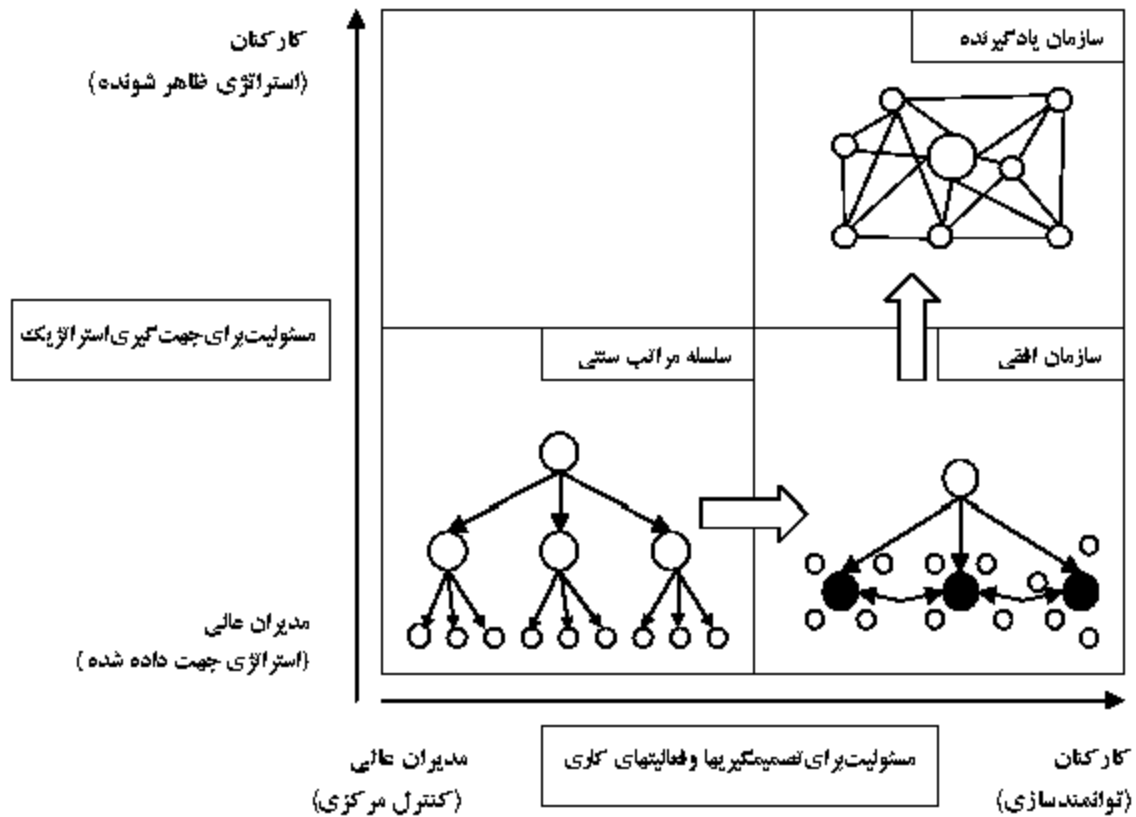 کارکنان
(استراتژی ظاهر شونده)
سازمان یادگیرنده
مسئولیت برای جهت گیری استراتژیک
سلسله مراتب سنتی
سازمان افقی
مدیران عالی
(استراتژی جهت داده شده)
مسئولیت برای تصمیمگیریها و فعالیتهای کاری
مدیران عالی
(کنترل مرکزی)
کارکنان
(توانمندسازی)